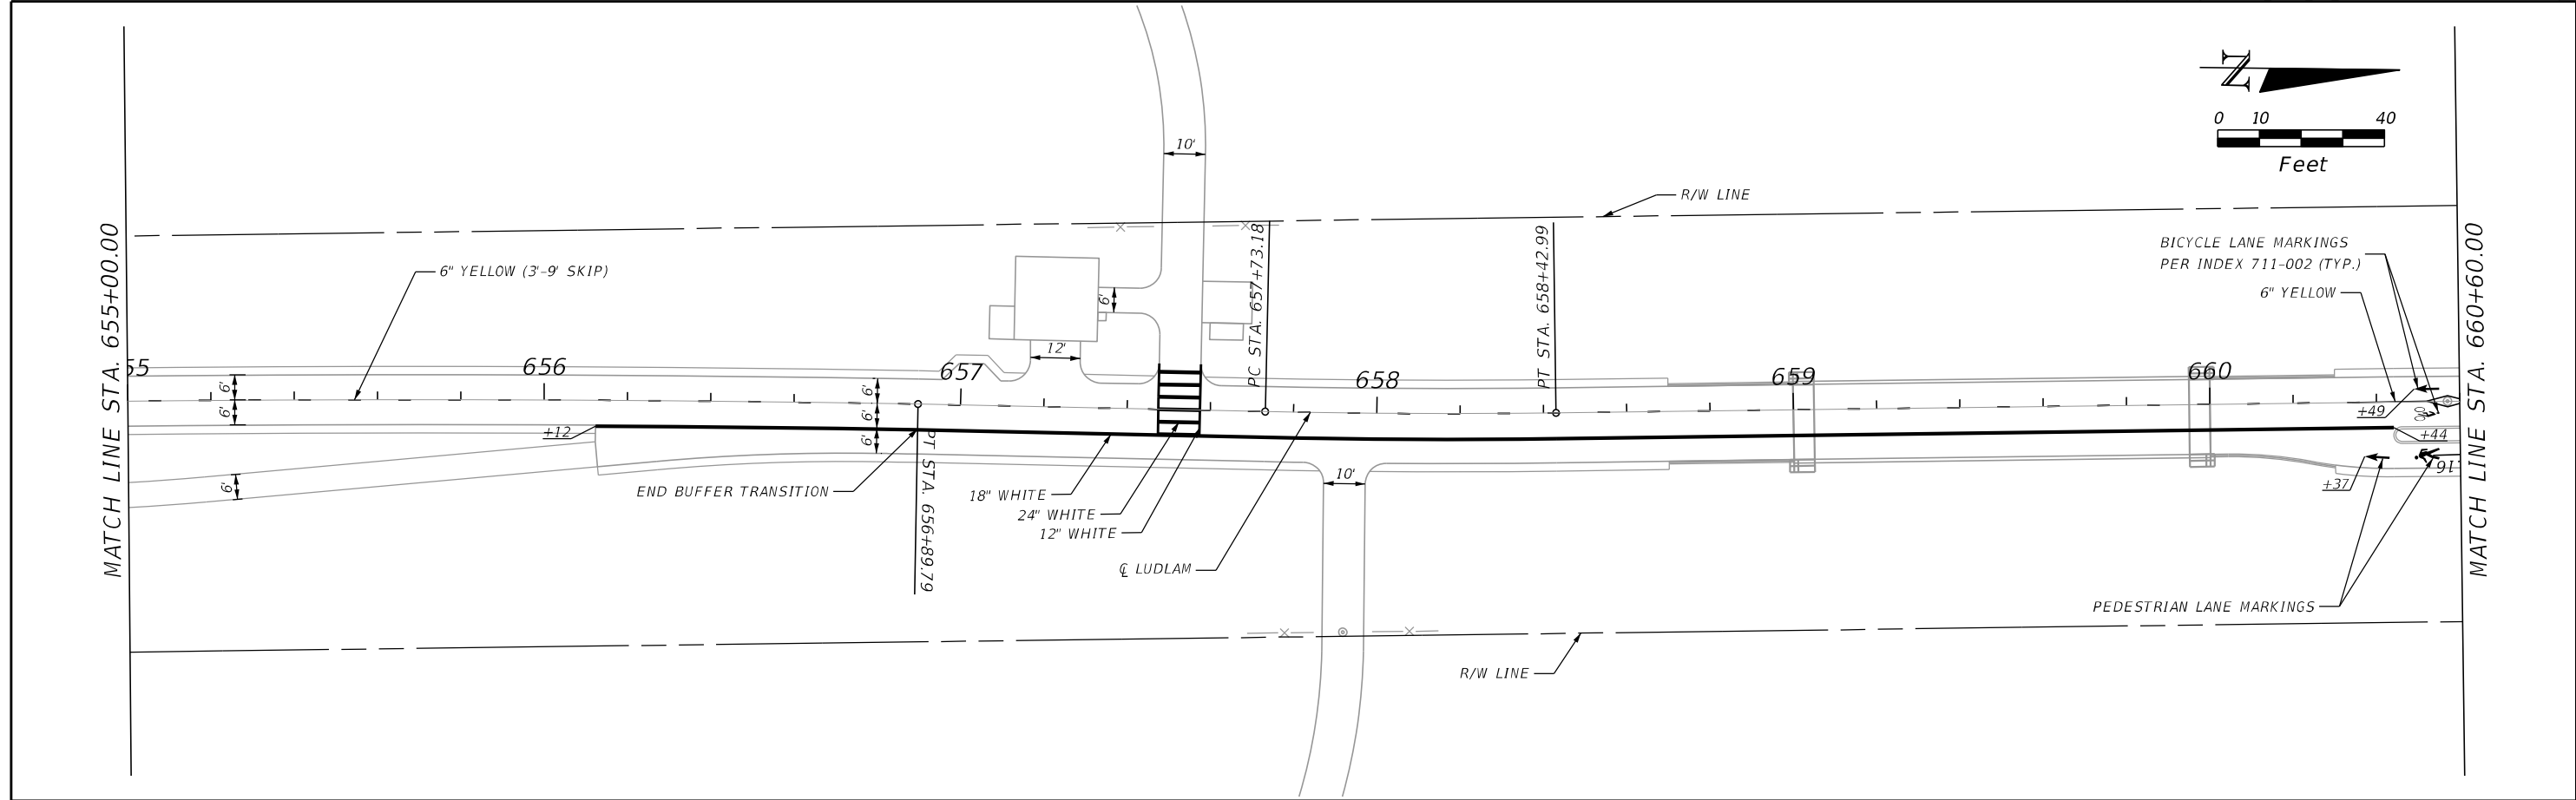 MATCH LINE STA. 655+00.00
N
0 10 40
Feet
10'
R/W LINE
6" YELLOW (3'-9' SKIP)
BICYCLE LANE MARKINGS
PER INDEX 711-002 (TYP.)
6" YELLOW
PC STA. 657+73.18
PT STA. 658+42.99
6'
12'
55
656
657
658
659
660
6'
6'
6'
6'
6'
6'
+12
+49
+44
+37
PT STA. 656+89.79
END BUFFER TRANSITION
18" WHITE
24" WHITE
12" WHITE
10'
℄ LUDLAM
PEDESTRIAN LANE MARKINGS
R/W LINE
MATCH LINE STA. 660+60.00